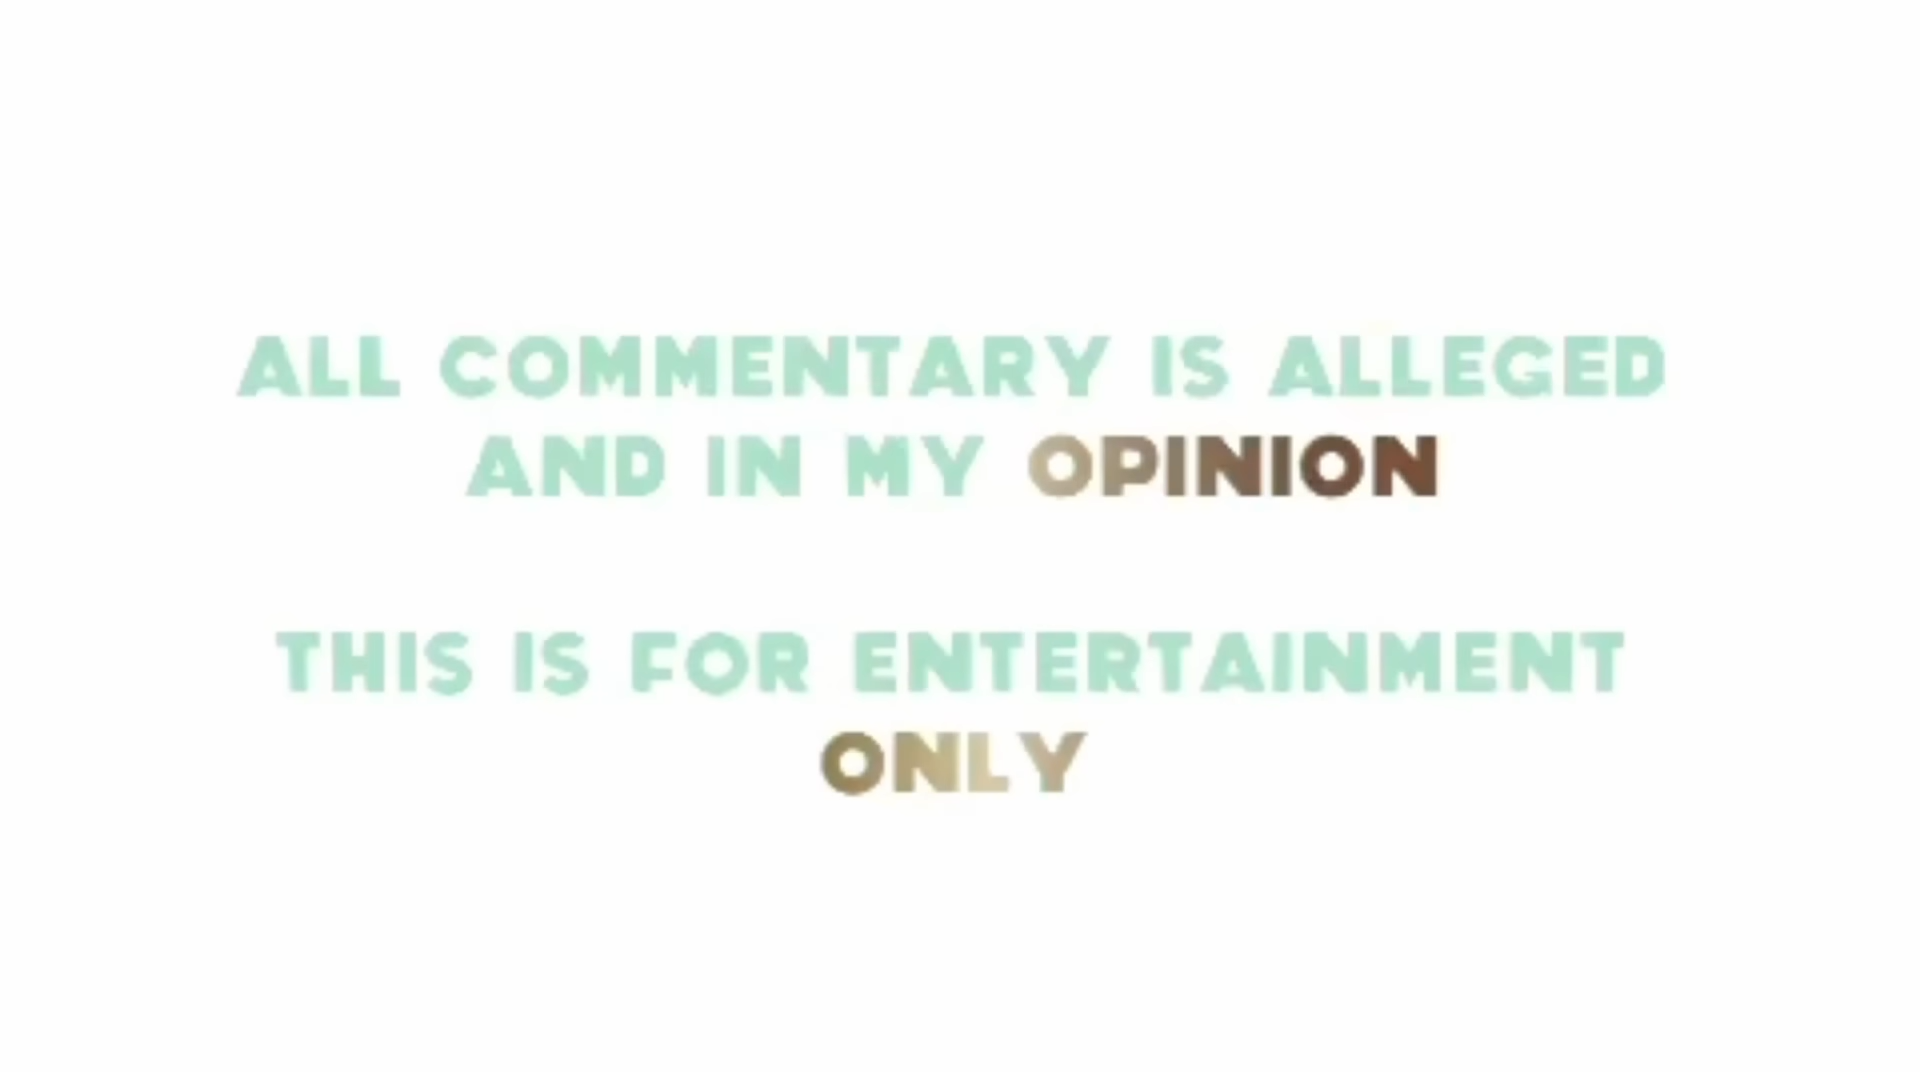 ALL COMMENTARY IS ALLEGED
AND IN MY OPINION
THIS IS FOR ENTERTAINMENT
ONLY